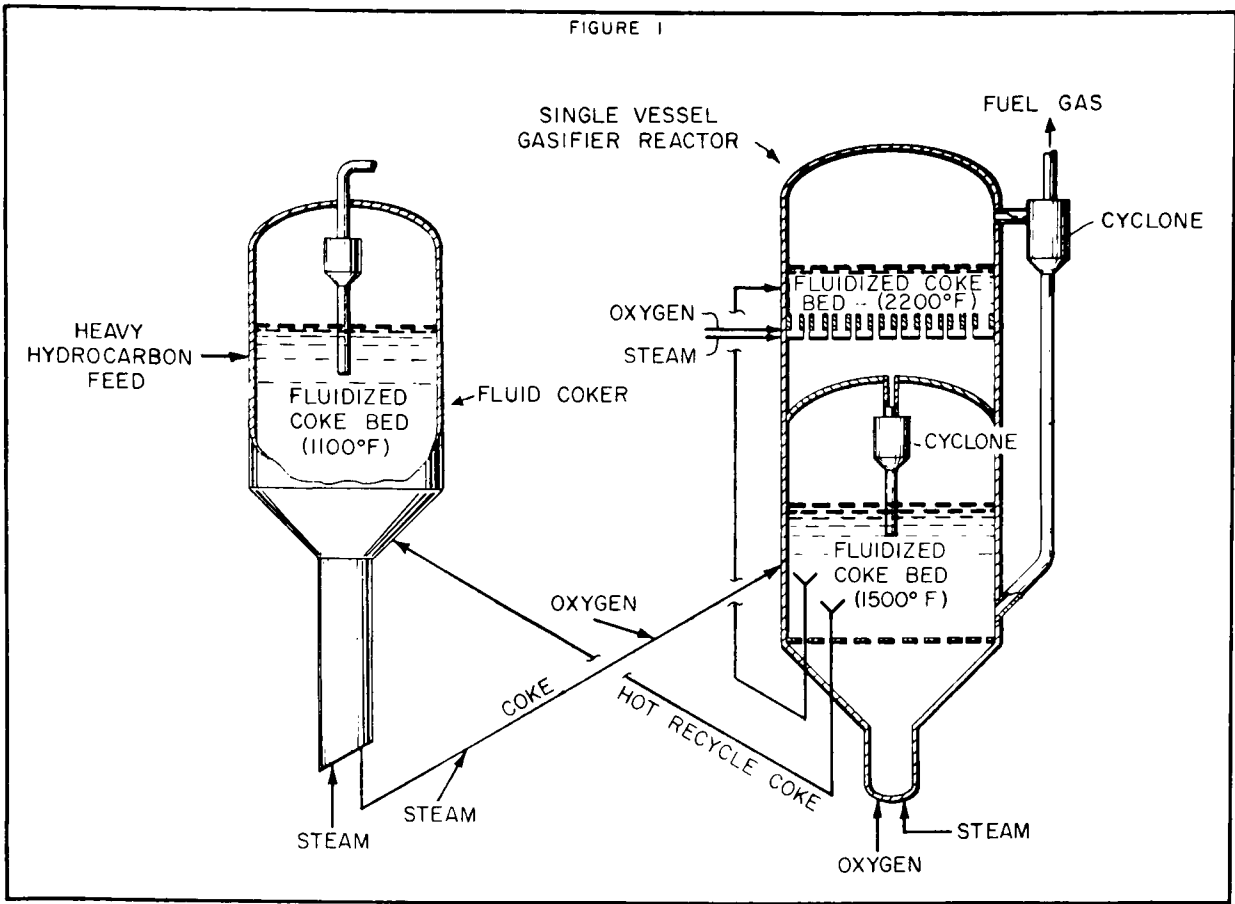 FIGURE 1
SINGLE VESSEL
GASIFIER REACTOR
FUEL GAS
CYCLONE
FLUIDIZED COKE
BED - (2200°F)
OXYGEN
STEAM
HEAVY
HYDROCARBON
FEED
FLUIDIZED
COKE BED
(1100°F)
FLUID COKER
CYCLONE
FLUIDIZED
COKE BED
(1500°F)
OXYGEN
COKE
HOT RECYCLE COKE
STEAM
STEAM
STEAM
OXYGEN